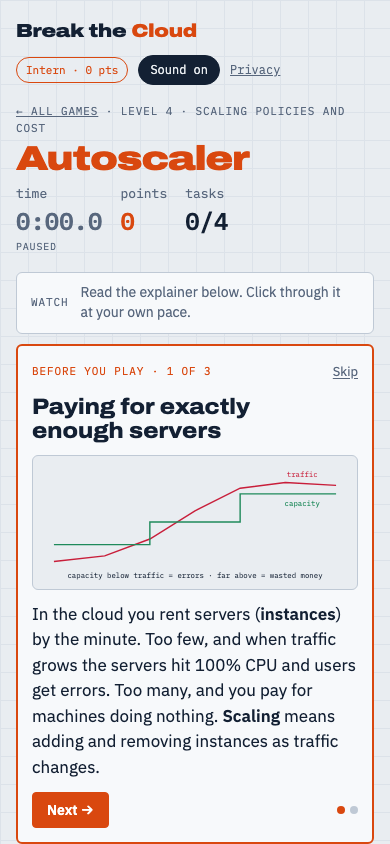 Break the Cloud
Intern · 0 pts
Sound on
Privacy
← ALL GAMES · LEVEL 4 · SCALING POLICIES AND
COST
Autoscaler
time points tasks
0:00.0 0 0/4
PAUSED
WATCH
Read the explainer below. Click through it
at your own pace.
BEFORE YOU PLAY · 1 OF 3
Skip
Paying for exactly
enough servers
traffic
capacity
capacity below traffic = errors · far above = wasted money
In the cloud you rent servers (instances)
by the minute. Too few, and when traffic
grows the servers hit 100% CPU and users
get errors. Too many, and you pay for
machines doing nothing. Scaling means
adding and removing instances as traffic
changes.
Next →